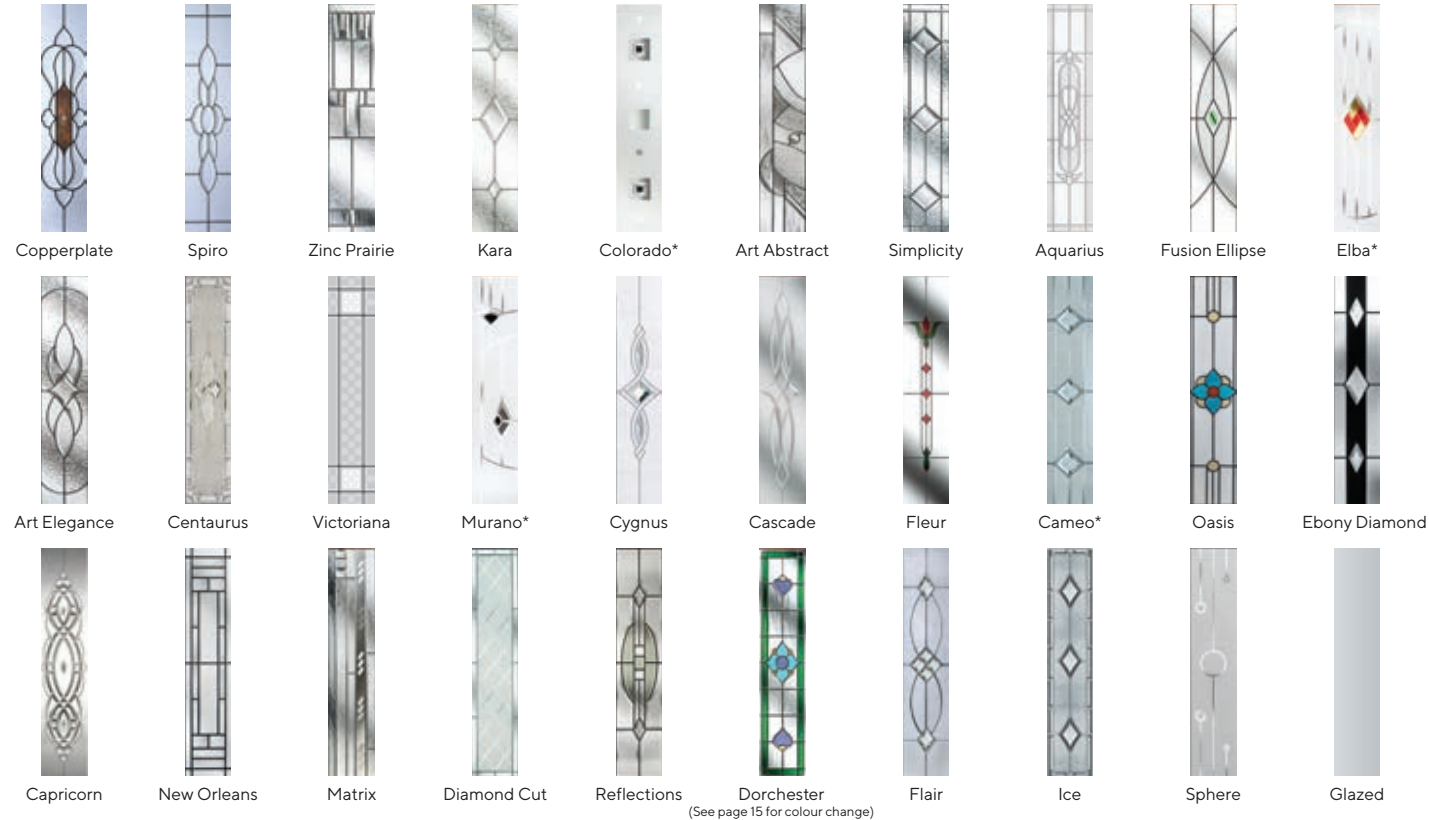 Copperplate
Spiro
Zinc Prairie
Kara
Colorado*
Art Abstract
Simplicity
Aquarius
Fusion Ellipse
Elba*
Art Elegance
Centaurus
Victoriana
Murano*
Cygnus
Cascade
Fleur
Cameo*
Oasis
Ebony Diamond
Capricorn
New Orleans
Matrix
Diamond Cut
Reflections
Dorchester
(See page 15 for colour change)
Flair
Ice
Sphere
Glazed